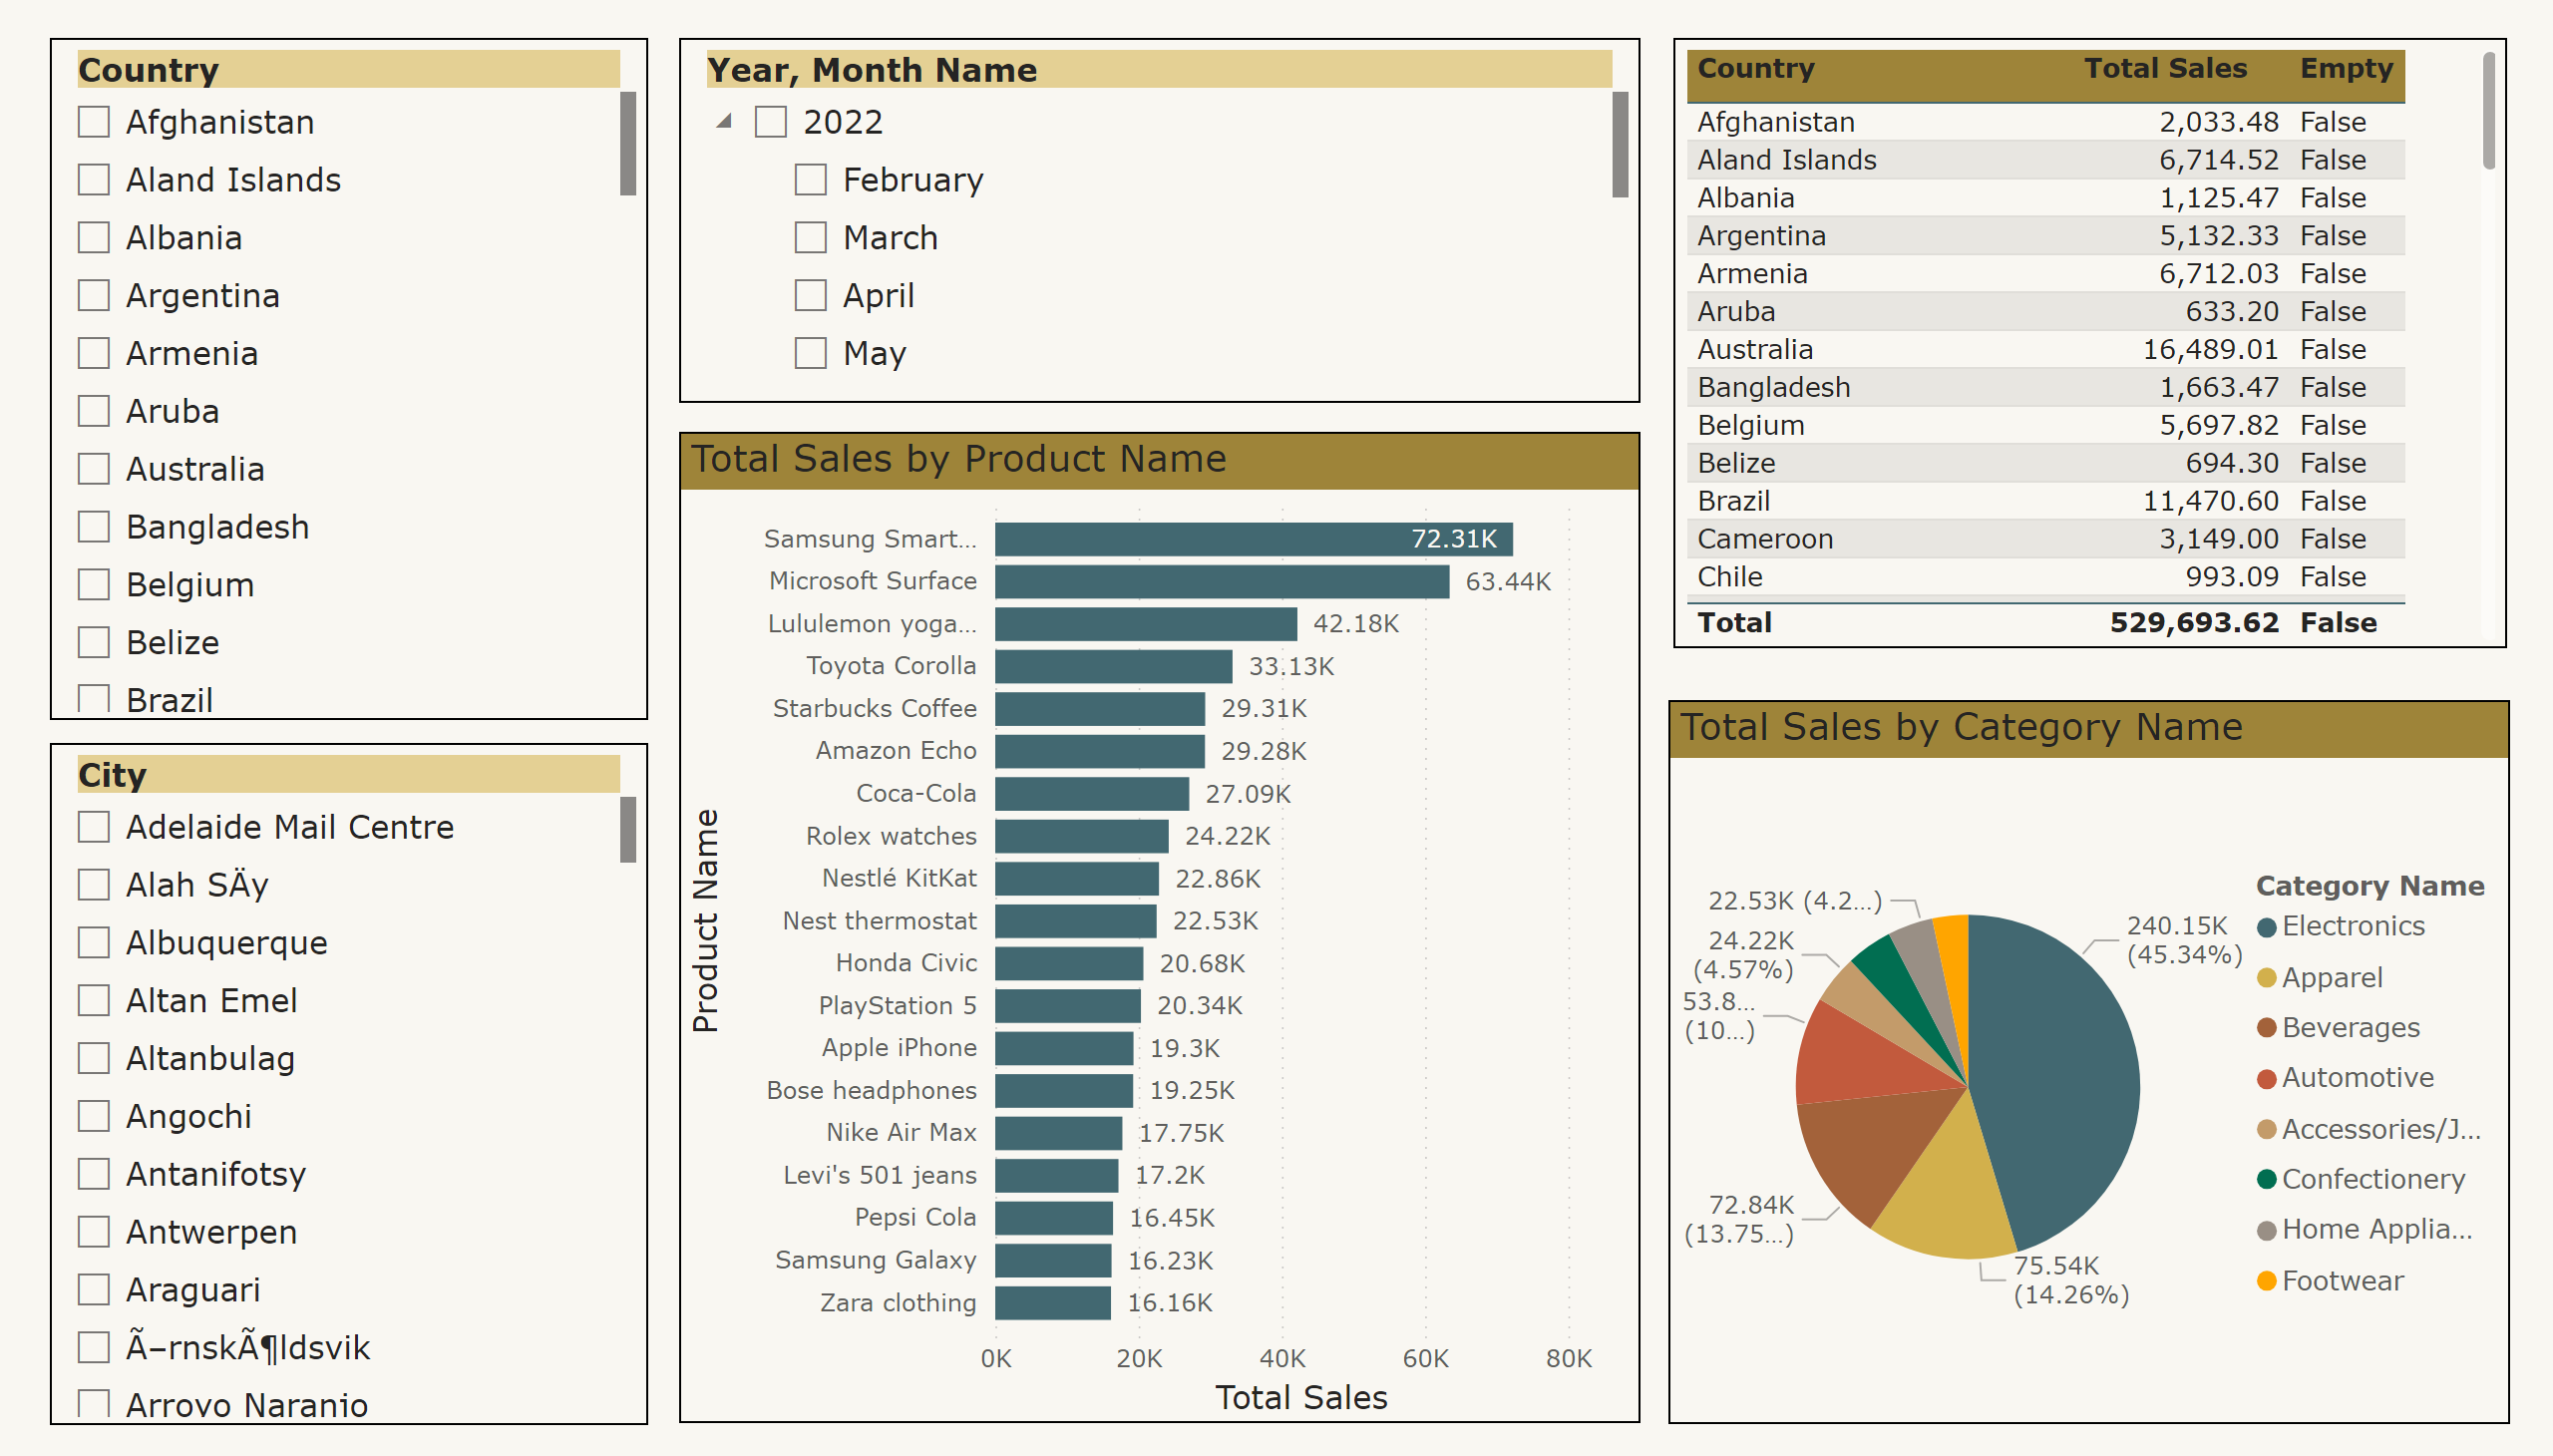 Country
Afghanistan
Aland Islands
Albania
Argentina
Armenia
Aruba
Australia
Bangladesh
Belgium
Belize
Brazil
City
Adelaide Mail Centre
Alah SÄy
Albuquerque
Altan Emel
Altanbulag
Angochi
Antanifotsy
Antwerpen
Araguari
Ã–rnskÃ¶ldsvik
Arroyo Naranjo
Year, Month Name
2022
February
March
April
May
Total Sales by Product Name
Product Name
Samsung Smart... 72.31K
Microsoft Surface 63.44K
Lululemon yoga... 42.18K
Toyota Corolla 33.13K
Starbucks Coffee 29.31K
Amazon Echo 29.28K
Coca-Cola 27.09K
Rolex watches 24.22K
Nestlé KitKat 22.86K
Nest thermostat 22.53K
Honda Civic 20.68K
PlayStation 5 20.34K
Apple iPhone 19.3K
Bose headphones 19.25K
Nike Air Max 17.75K
Levi's 501 jeans 17.2K
Pepsi Cola 16.45K
Samsung Galaxy 16.23K
Zara clothing 16.16K
0K 20K 40K 60K 80K
Total Sales
Country Total Sales Empty
Afghanistan 2,033.48 False
Aland Islands 6,714.52 False
Albania 1,125.47 False
Argentina 5,132.33 False
Armenia 6,712.03 False
Aruba 633.20 False
Australia 16,489.01 False
Bangladesh 1,663.47 False
Belgium 5,697.82 False
Belize 694.30 False
Brazil 11,470.60 False
Cameroon 3,149.00 False
Chile 993.09 False
Total 529,693.62 False
Total Sales by Category Name
22.53K (4.2...)
24.22K
(4.57%)
53.8...
(10...)
72.84K
(13.75...)
75.54K
(14.26%)
240.15K
(45.34%)
Category Name
Electronics
Apparel
Beverages
Automotive
Accessories/J...
Confectionery
Home Applia...
Footwear